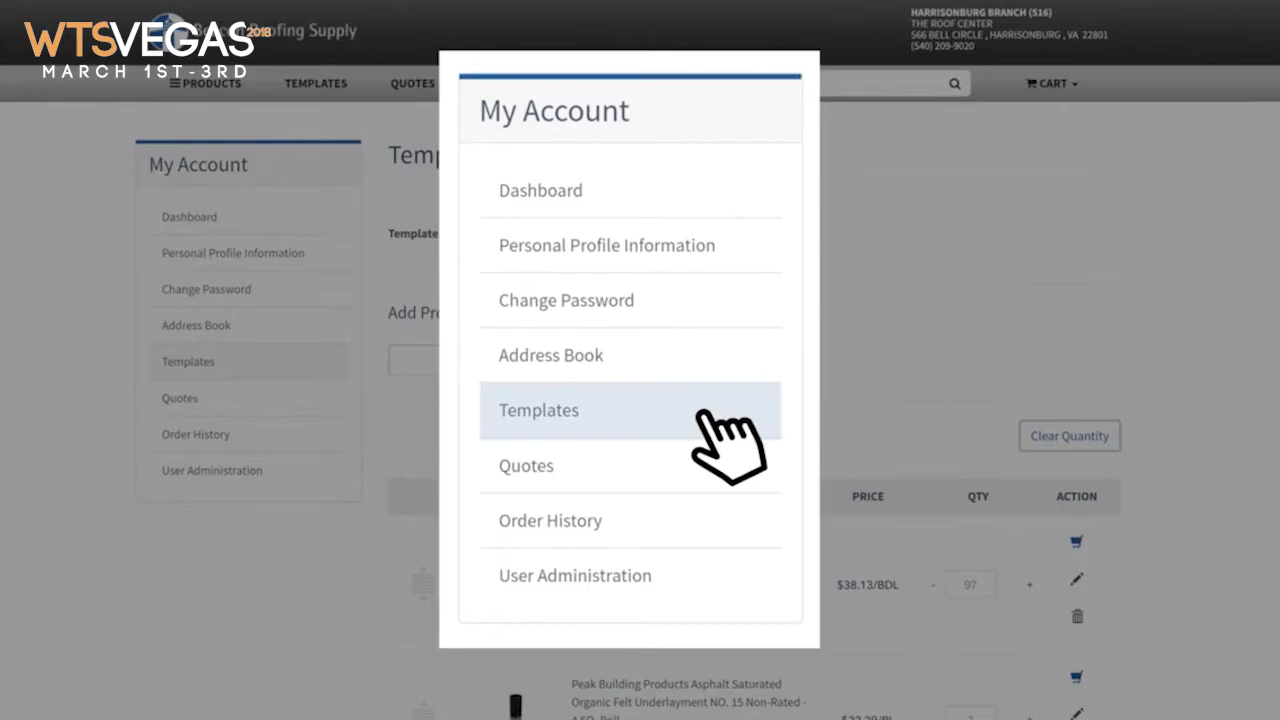 WTSVEGAS 2018
MARCH 1ST-3RD
Roofing Supply
HARRISONBURG BRANCH (516)
THE ROOF CENTER
566 BELL CIRCLE , HARRISONBURG , VA 22801
(540) 209-9020
PRODUCTS
TEMPLATES
QUOTES
CART
My Account
Dashboard
Personal Profile Information
Change Password
Address Book
Templates
Quotes
Order History
User Administration
Temp
Template
Add Pro
My Account
Dashboard
Personal Profile Information
Change Password
Address Book
Templates
Quotes
Order History
User Administration
Clear Quantity
PRICE QTY ACTION
$38.13/BDL - 97 +
Peak Building Products Asphalt Saturated
Organic Felt Underlayment NO. 15 Non-Rated -